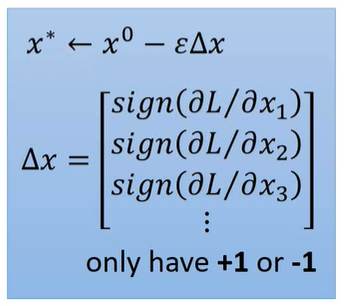 x* ← x⁰ − εΔx
Δx = [sign(∂L/∂x₁)
sign(∂L/∂x₂)
sign(∂L/∂x₃)
⋮]
only have +1 or -1